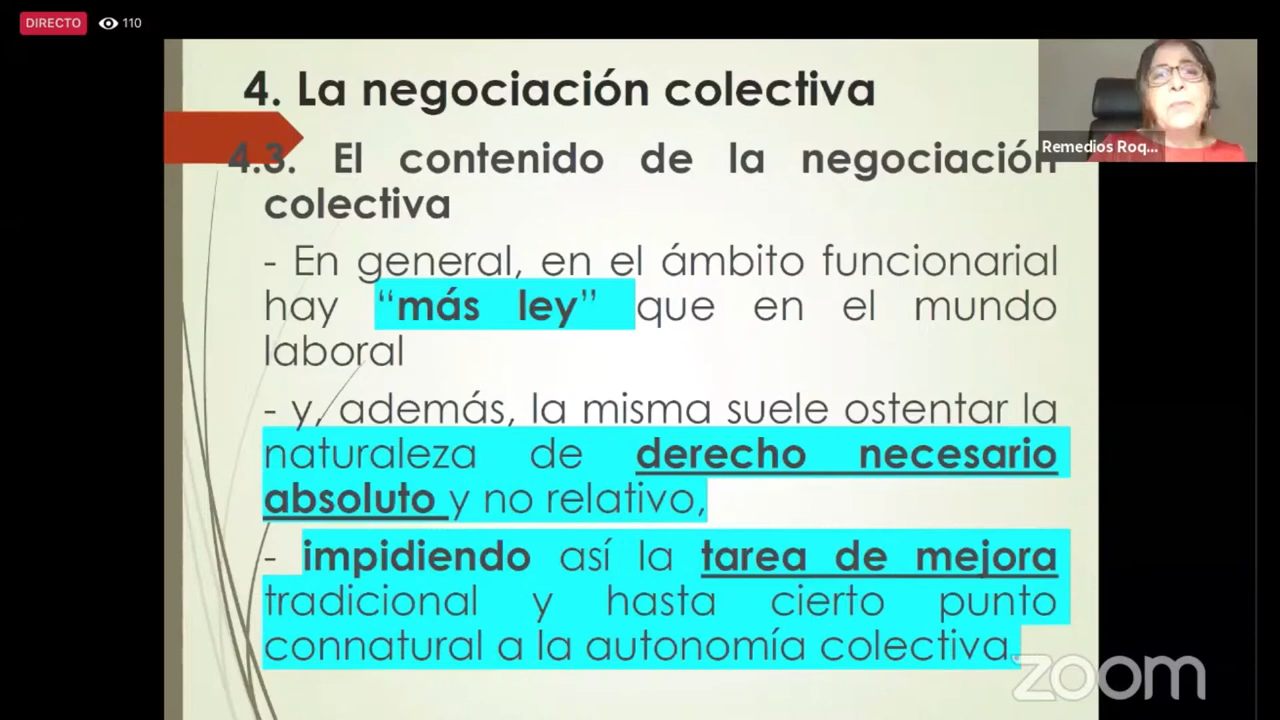 DIRECTO 110
4. La negociación colectiva
4.3. El contenido de la negociación
colectiva
Remedios Roq...
- En general, en el ámbito funcionarial
hay “más ley” que en el mundo
laboral
- y, además, la misma suele ostentar la
naturaleza de derecho necesario
absoluto y no relativo,
- impidiendo así la tarea de mejora
tradicional y hasta cierto punto
connatural a la autonomía colectiva.
zoom